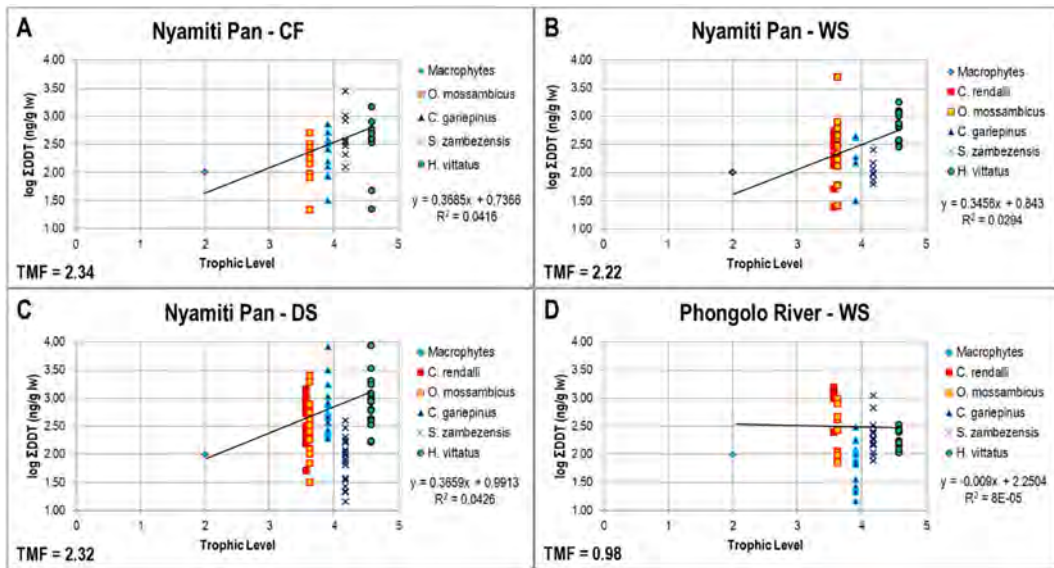 A
Nyamiti Pan - CF
log ΣDDT (ng/g lw)
4.00
3.50
3.00
2.50
2.00
1.50
1.00
0 1 2 3 4 5
Trophic Level
Macrophytes
O. mossambicus
C. gariepinus
S. zambezensis
H. vittatus
y = 0.3685x + 0.7366
R² = 0.0416
TMF = 2.34
B
Nyamiti Pan - WS
log ΣDDT (ng/g lw)
4.00
3.50
3.00
2.50
2.00
1.50
1.00
0 1 2 3 4 5
Trophic Level
Macrophytes
C. rendalli
O. mossambicus
C. gariepinus
S. zambezensis
H. vittatus
y = 0.3456x + 0.843
R² = 0.0294
TMF = 2.22
C
Nyamiti Pan - DS
log ΣDDT (ng/g lw)
4.00
3.50
3.00
2.50
2.00
1.50
1.00
0 1 2 3 4 5
Trophic Level
Macrophytes
C. rendalli
O. mossambicus
C. gariepinus
S. zambezensis
H. vittatus
y = 0.3659x + 0.9913
R² = 0.0426
TMF = 2.32
D
Phongolo River - WS
log ΣDDT (ng/g lw)
4.00
3.50
3.00
2.50
2.00
1.50
1.00
0 1 2 3 4 5
Trophic Level
Macrophytes
C. rendalli
O. mossambicus
C. gariepinus
S. zambezensis
H. vittatus
y = -0.009x + 2.2504
R² = 8E-05
TMF = 0.98